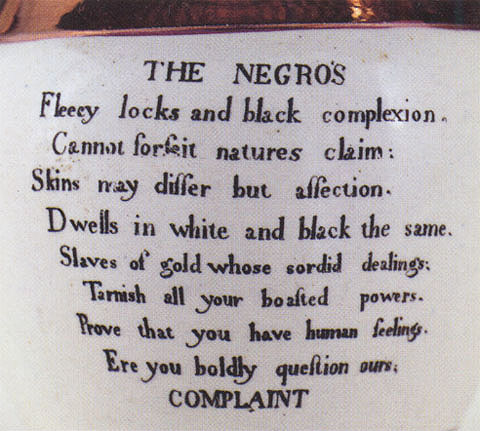 THE NEGRO'S
Fleecy locks and black complexion.
Cannot forfeit natures claim:
Skins may differ but affection.
Dwells in white and black the same.
Slaves of gold whose sordid dealings:
Tarnish all your boaſted powers.
Prove that you have human feelings.
Ere you boldly queſtion ours;
COMPLAINT